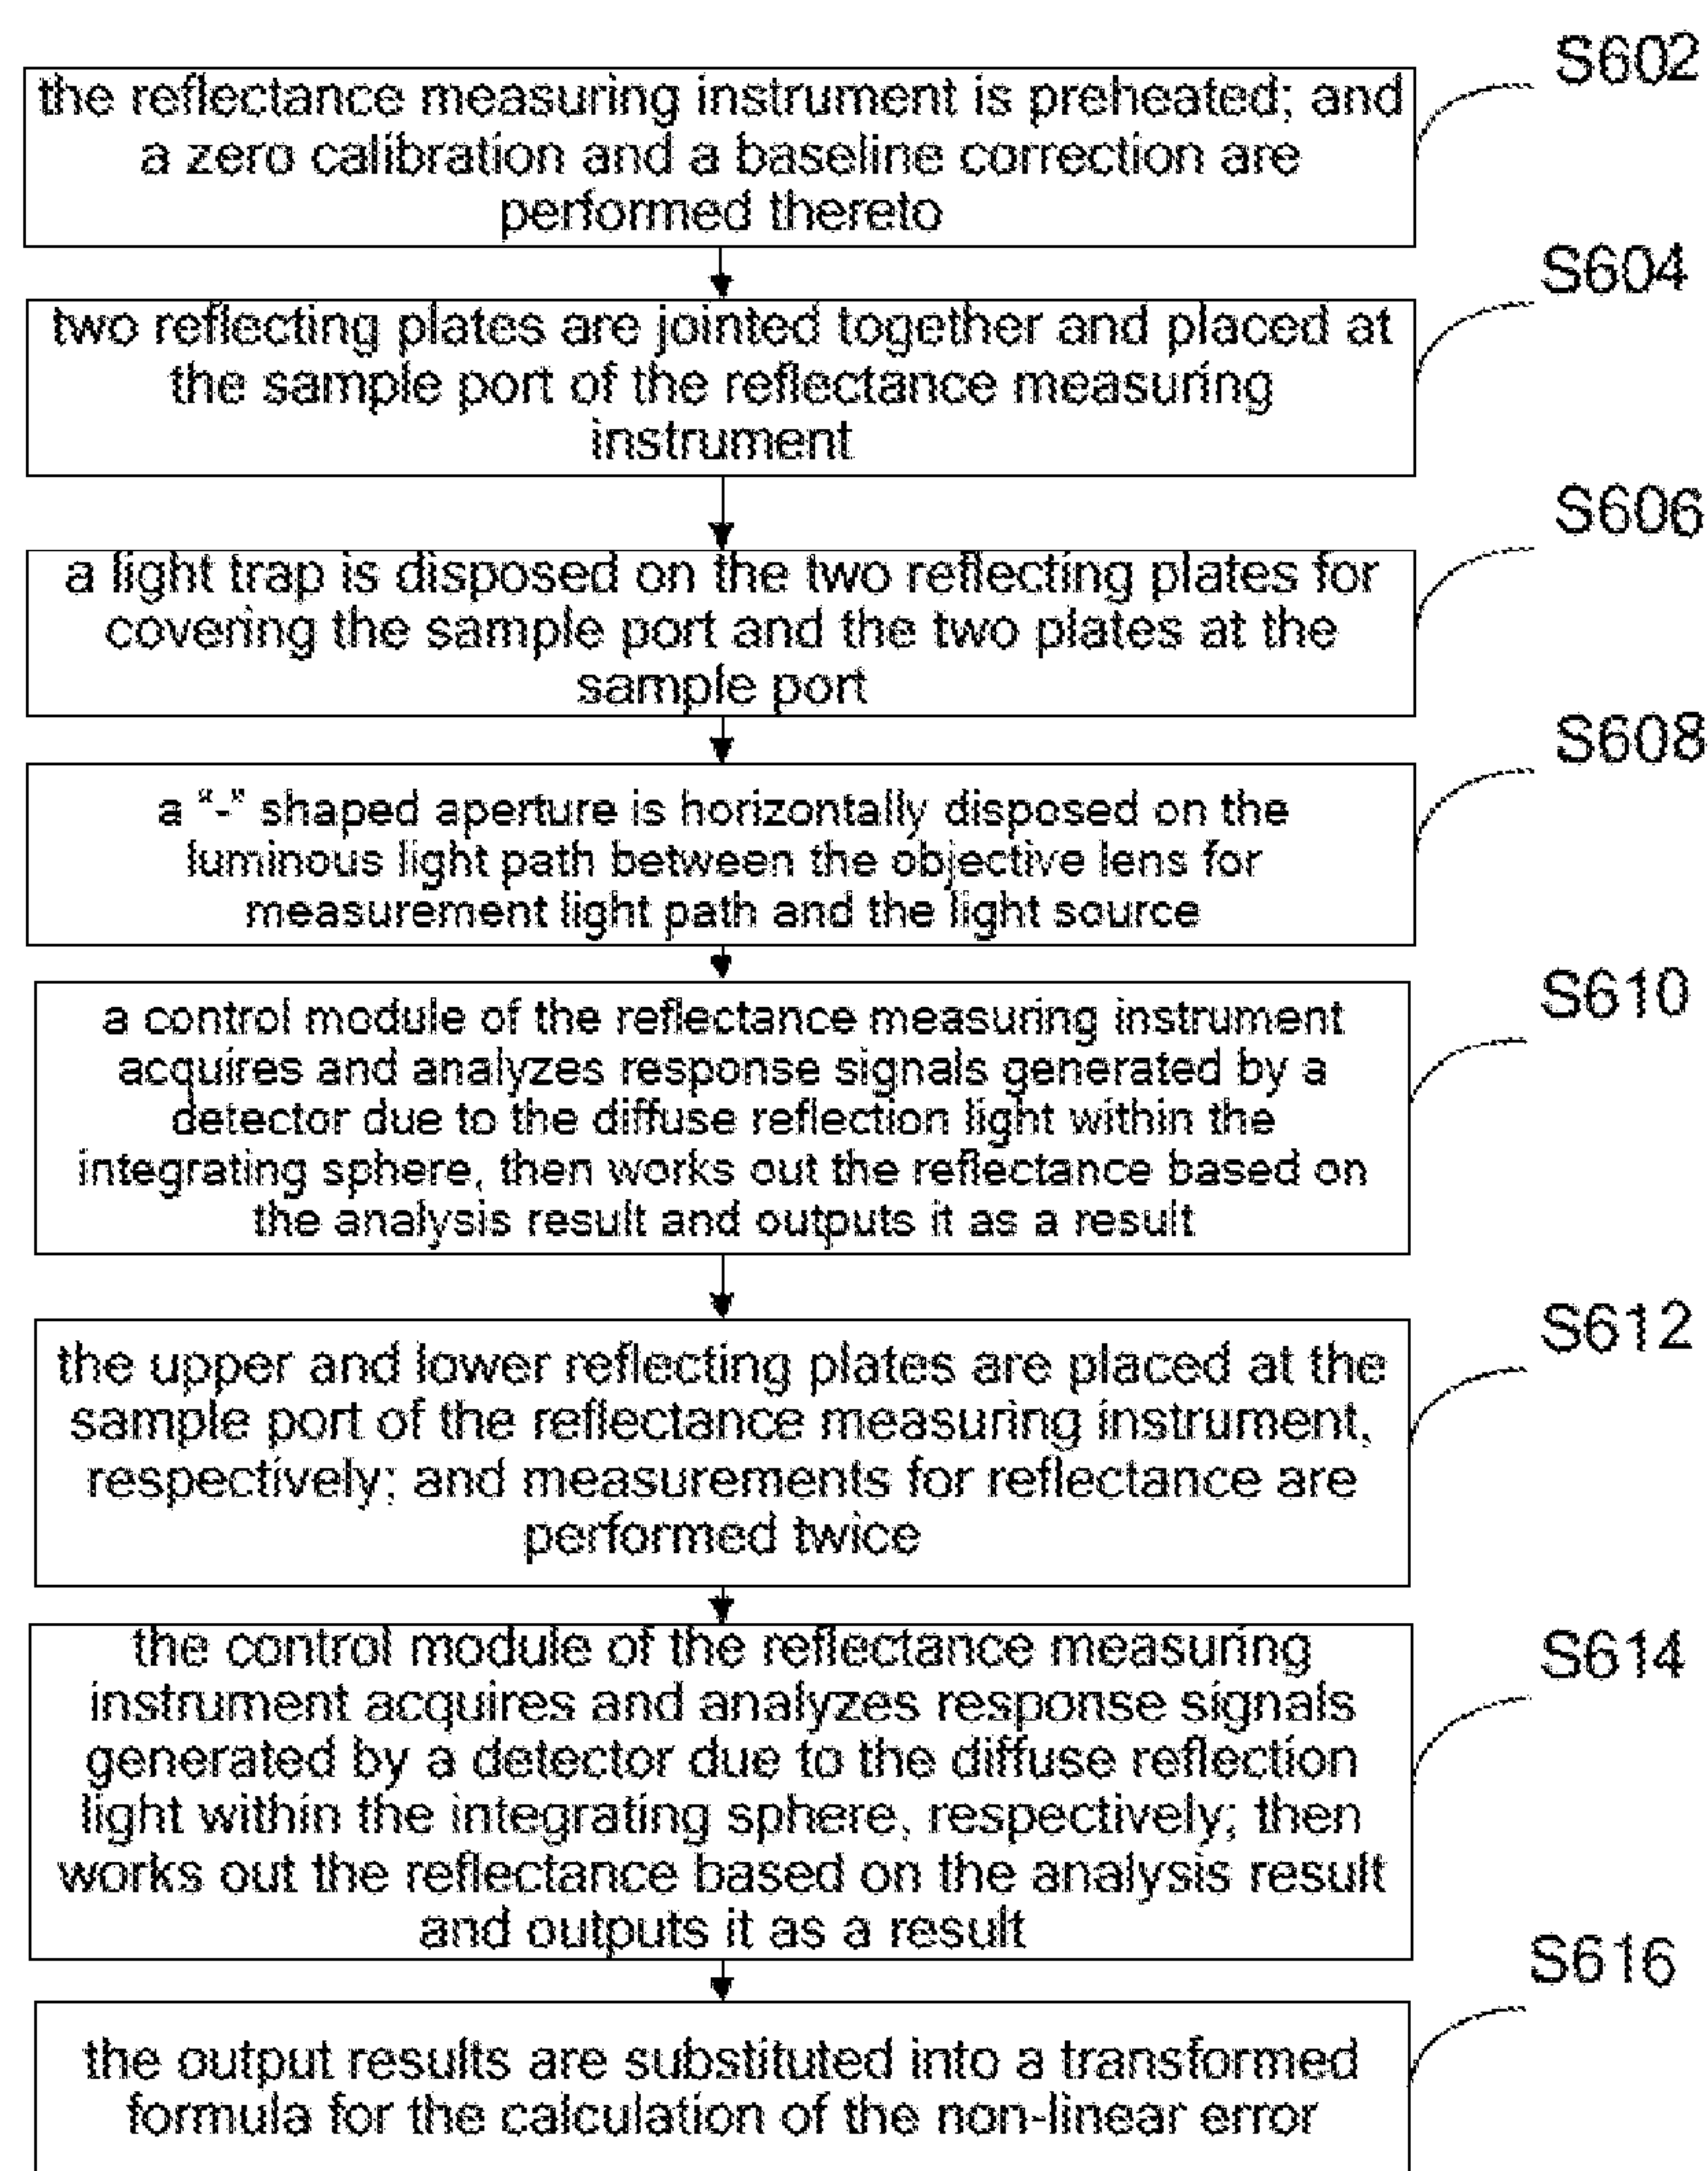 S602
the reflectance measuring instrument is preheated; and
a zero calibration and a baseline correction are
performed thereto
S604
two reflecting plates are jointed together and placed at
the sample port of the reflectance measuring
instrument
S606
a light trap is disposed on the two reflecting plates for
covering the sample port and the two plates at the
sample port
S608
a “-” shaped aperture is horizontally disposed on the
luminous light path between the objective lens for
measurement light path and the light source
S610
a control module of the reflectance measuring instrument
acquires and analyzes response signals generated by a
detector due to the diffuse reflection light within the
integrating sphere, then works out the reflectance based on
the analysis result and outputs it as a result
S612
the upper and lower reflecting plates are placed at the
sample port of the reflectance measuring instrument,
respectively; and measurements for reflectance are
performed twice
S614
the control module of the reflectance measuring
instrument acquires and analyzes response signals
generated by a detector due to the diffuse reflection
light within the integrating sphere, respectively; then
works out the reflectance based on the analysis result
and outputs it as a result
S616
the output results are substituted into a transformed
formula for the calculation of the non-linear error